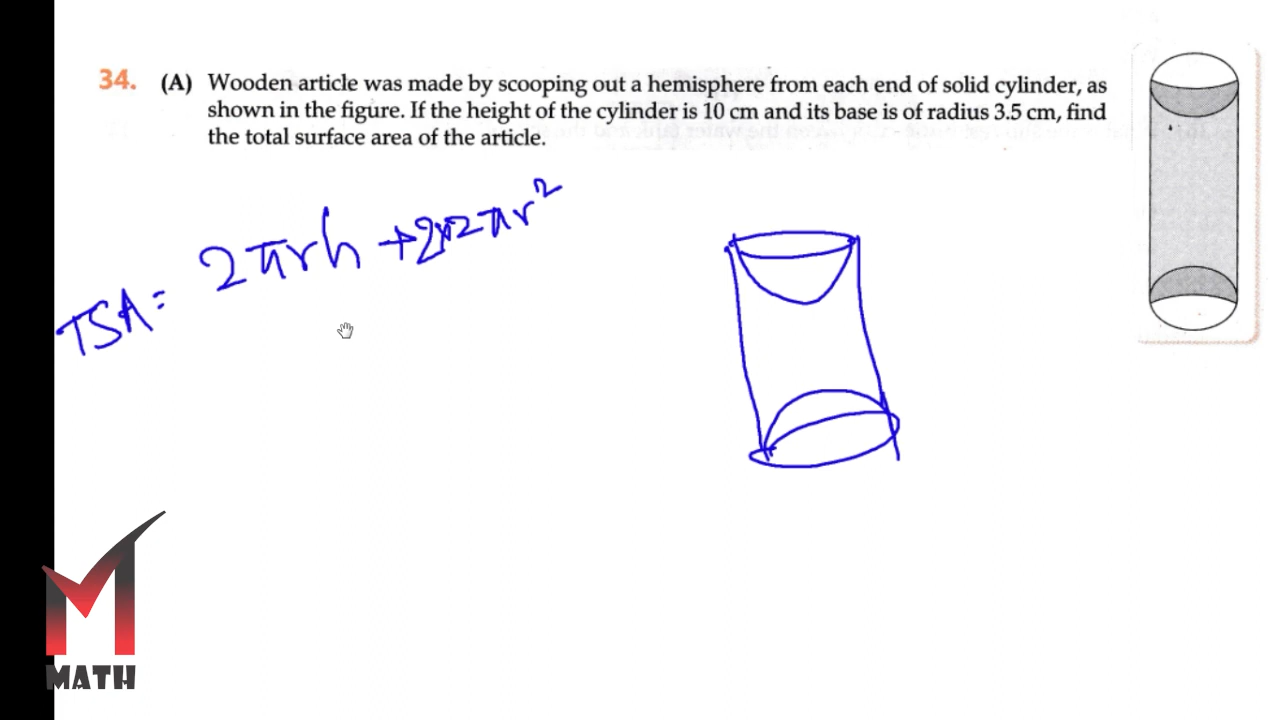 34. (A) Wooden article was made by scooping out a hemisphere from each end of solid cylinder, as
shown in the figure. If the height of the cylinder is 10 cm and its base is of radius 3.5 cm, find
the total surface area of the article.
TSA = 2πrh + 2×2πr²
MATH